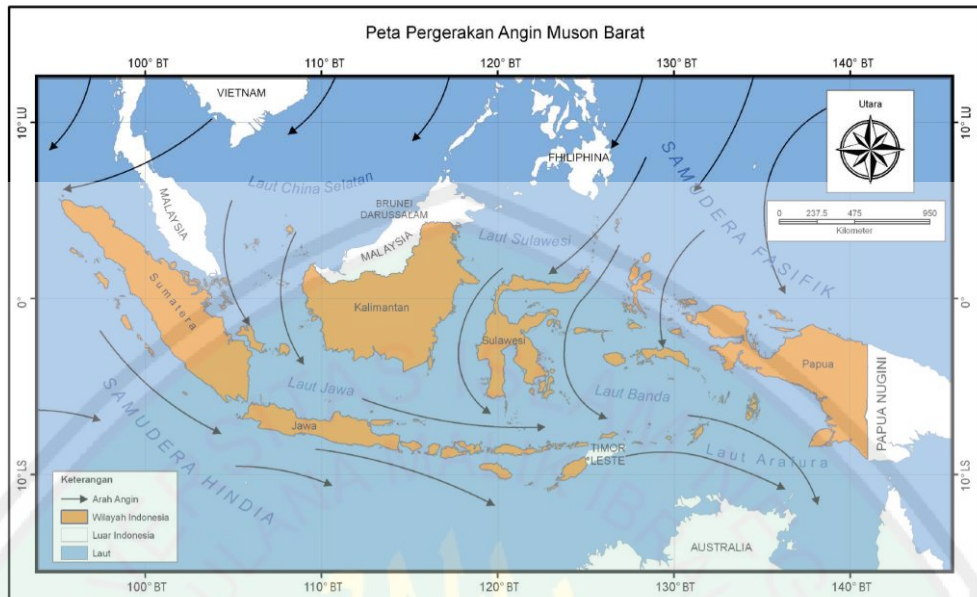 Peta Pergerakan Angin Muson Barat
100° BT
110° BT
120° BT
130° BT
140° BT
VIETNAM
Utara
10° LU
10° LU
FHILIPHINA
SAMUDERA FASIFIK
Laut China Selatan
MALAYSIA
BRUNEI
DARUSSALAM
0
237.5
475
950
Kilometer
Laut Sulawesi
MALAYSIA
Sumatera
0°
0°
Kalimantan
Sulawesi
Papua
Laut Jawa
Laut Banda
PAPUA NUGINI
SAMUDERA HINDIA
Jawa
TIMOR
LESTE
Laut Arafura
10° LS
10° LS
Keterangan
Arah Angin
Wilayah Indonesia
Luar Indonesia
Laut
AUSTRALIA
100° BT
110° BT
120° BT
130° BT
140° BT